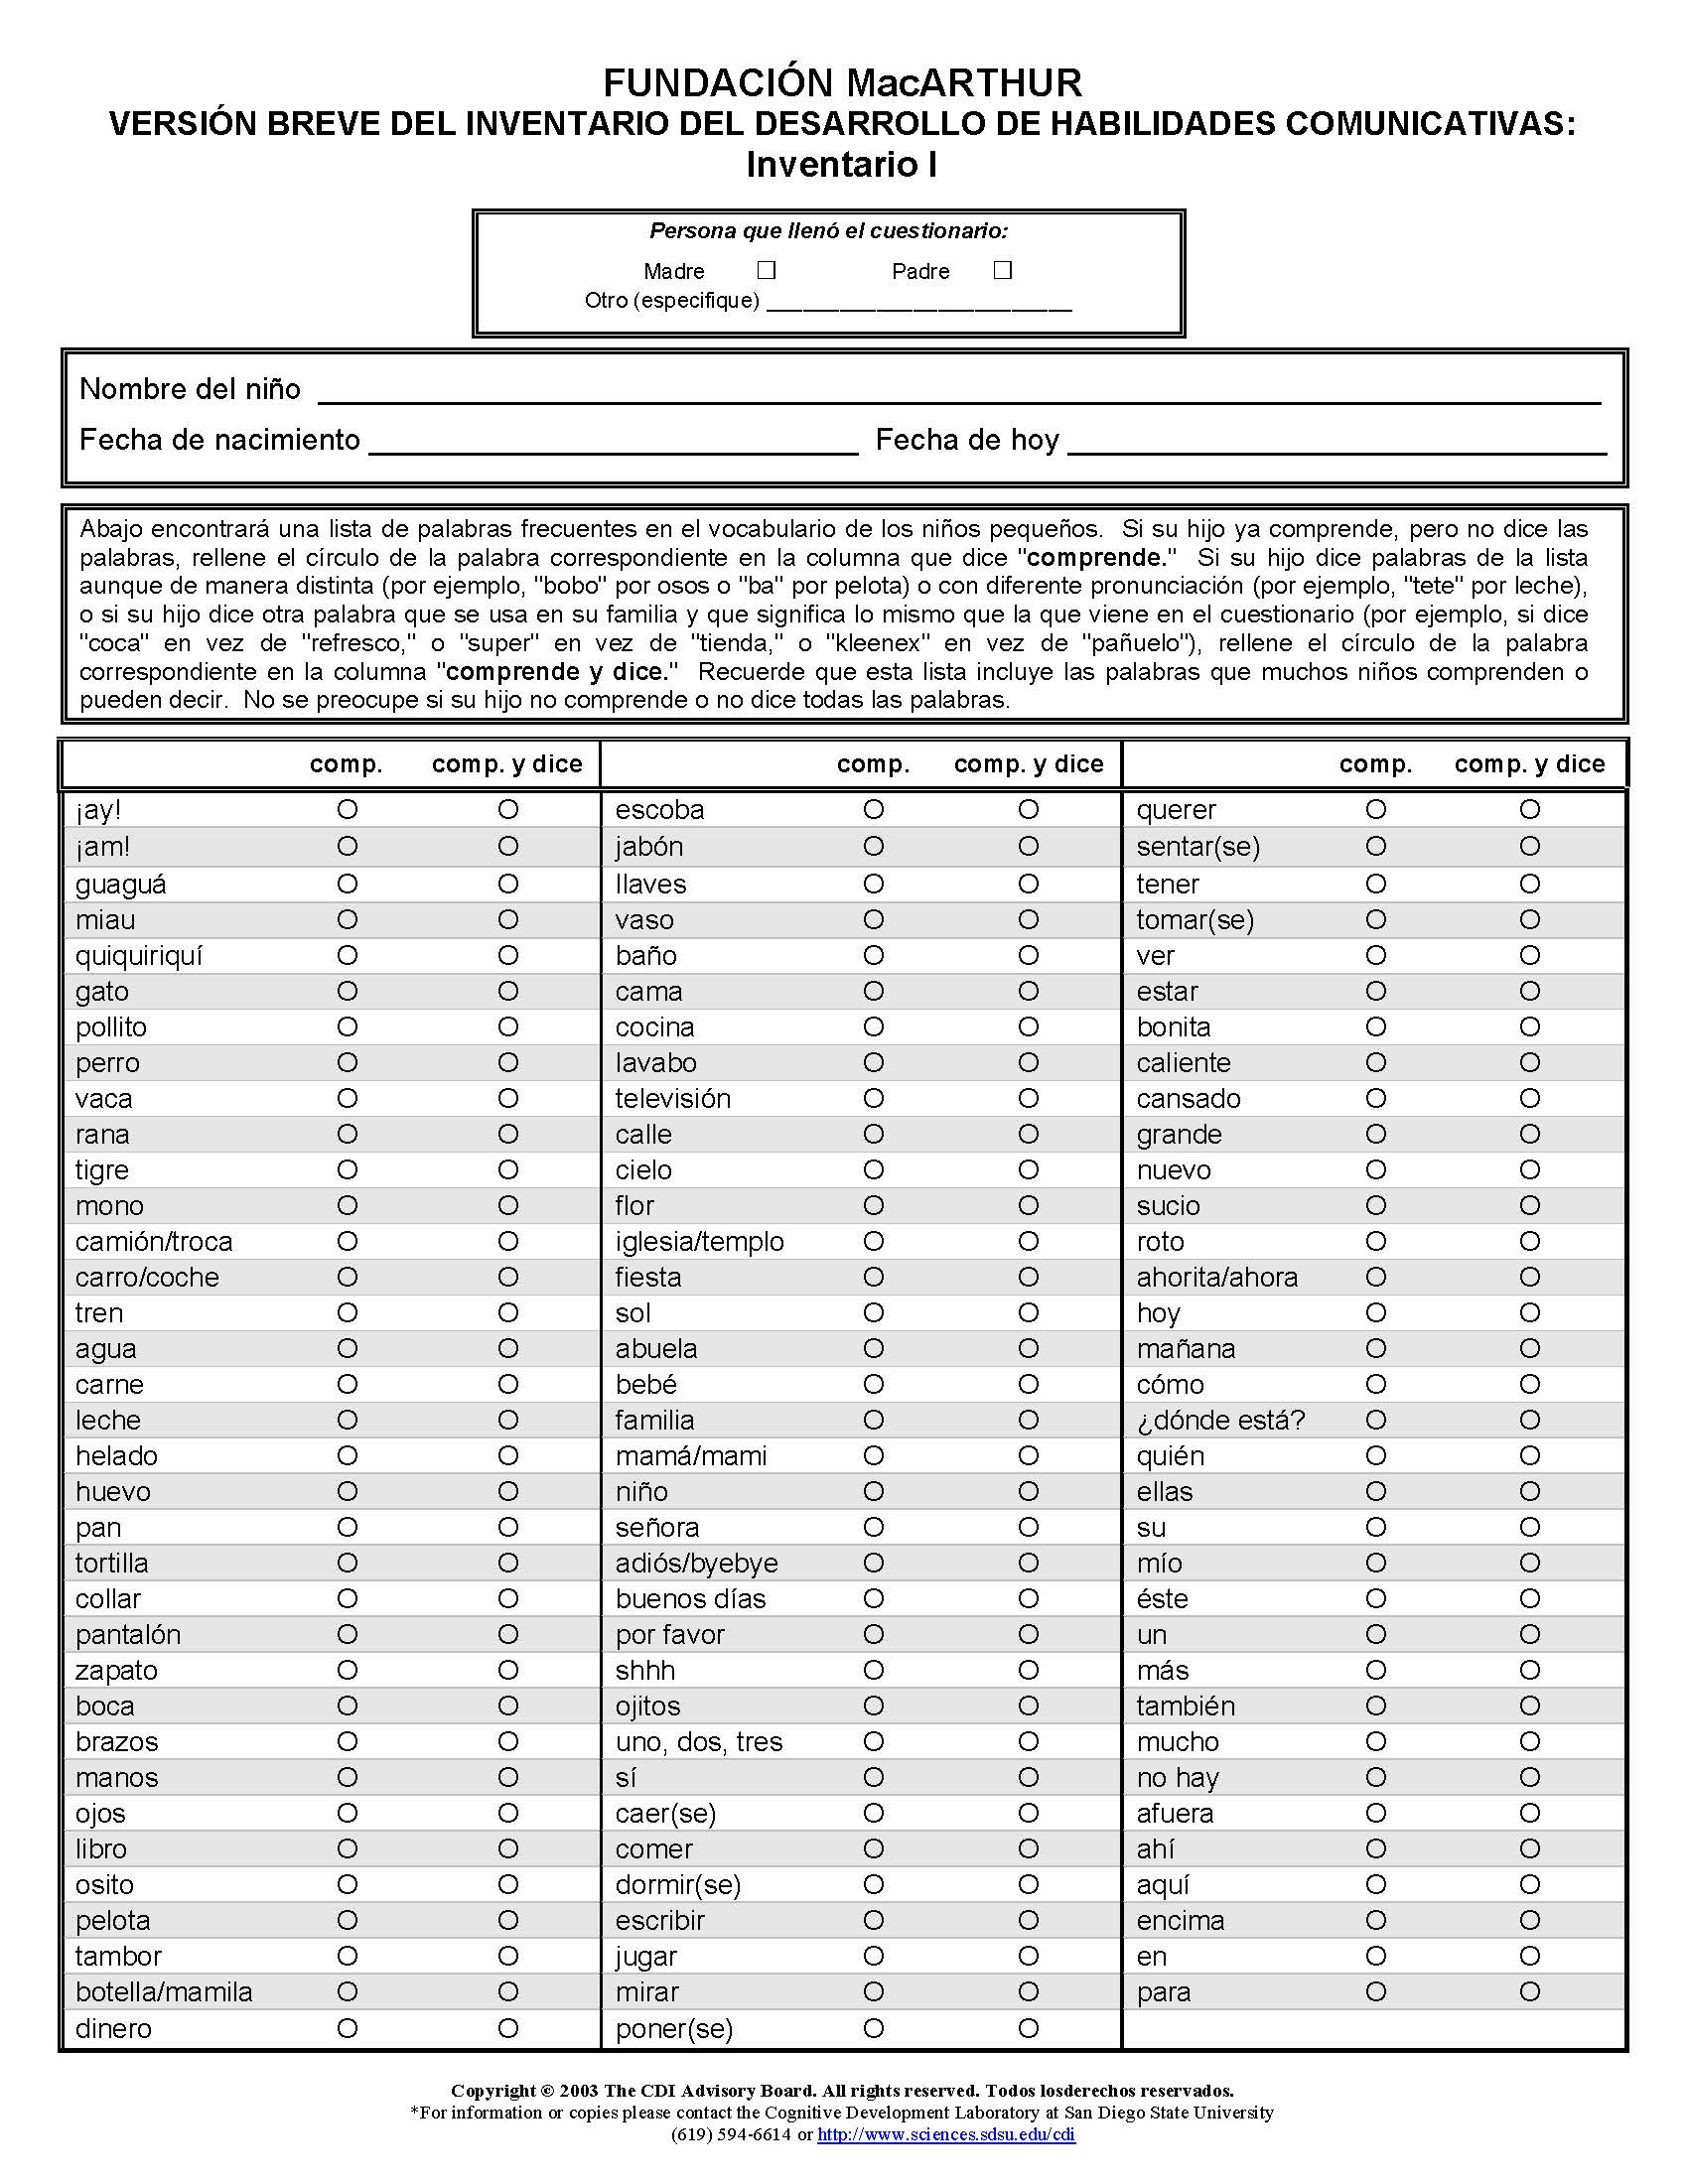 FUNDACIÓN MacARTHUR
VERSIÓN BREVE DEL INVENTARIO DEL DESARROLLO DE HABILIDADES COMUNICATIVAS:
Inventario I
Persona que llenó el cuestionario:
Madre ☐ Padre ☐
Otro (especifique) _________________________
Nombre del niño
Fecha de nacimiento Fecha de hoy
Abajo encontrará una lista de palabras frecuentes en el vocabulario de los niños pequeños. Si su hijo ya comprende, pero no dice las
palabras, rellene el círculo de la palabra correspondiente en la columna que dice "comprende." Si su hijo dice palabras de la lista
aunque de manera distinta (por ejemplo, "bobo" por osos o "ba" por pelota) o con diferente pronunciación (por ejemplo, "tete" por leche),
o si su hijo dice otra palabra que se usa en su familia y que significa lo mismo que la que viene en el cuestionario (por ejemplo, si dice
"coca" en vez de "refresco," o "super" en vez de "tienda," o "kleenex" en vez de "pañuelo"), rellene el círculo de la palabra
correspondiente en la columna "comprende y dice." Recuerde que esta lista incluye las palabras que muchos niños comprenden o
pueden decir. No se preocupe si su hijo no comprende o no dice todas las palabras.
comp. comp. y dice comp. comp. y dice comp. comp. y dice
¡ay! O O escoba O O querer O O
¡am! O O jabón O O sentar(se) O O
guaguá O O llaves O O tener O O
miau O O vaso O O tomar(se) O O
quiquiriquí O O baño O O ver O O
gato O O cama O O estar O O
pollito O O cocina O O bonita O O
perro O O lavabo O O caliente O O
vaca O O televisión O O cansado O O
rana O O calle O O grande O O
tigre O O cielo O O nuevo O O
mono O O flor O O sucio O O
camión/troca O O iglesia/templo O O roto O O
carro/coche O O fiesta O O ahorita/ahora O O
tren O O sol O O hoy O O
agua O O abuela O O mañana O O
carne O O bebé O O cómo O O
leche O O familia O O ¿dónde está? O O
helado O O mamá/mami O O quién O O
huevo O O niño O O ellas O O
pan O O señora O O su O O
tortilla O O adiós/byebye O O mío O O
collar O O buenos días O O éste O O
pantalón O O por favor O O un O O
zapato O O shhh O O más O O
boca O O ojitos O O también O O
brazos O O uno, dos, tres O O mucho O O
manos O O sí O O no hay O O
ojos O O caer(se) O O afuera O O
libro O O comer O O ahí O O
osito O O dormir(se) O O aquí O O
pelota O O escribir O O encima O O
tambor O O jugar O O en O O
botella/mamila O O mirar O O para O O
dinero O O poner(se) O O
Copyright © 2003 The CDI Advisory Board. All rights reserved. Todos losderechos reservados.
*For information or copies please contact the Cognitive Development Laboratory at San Diego State University
(619) 594-6614 or http://www.sciences.sdsu.edu/cdi